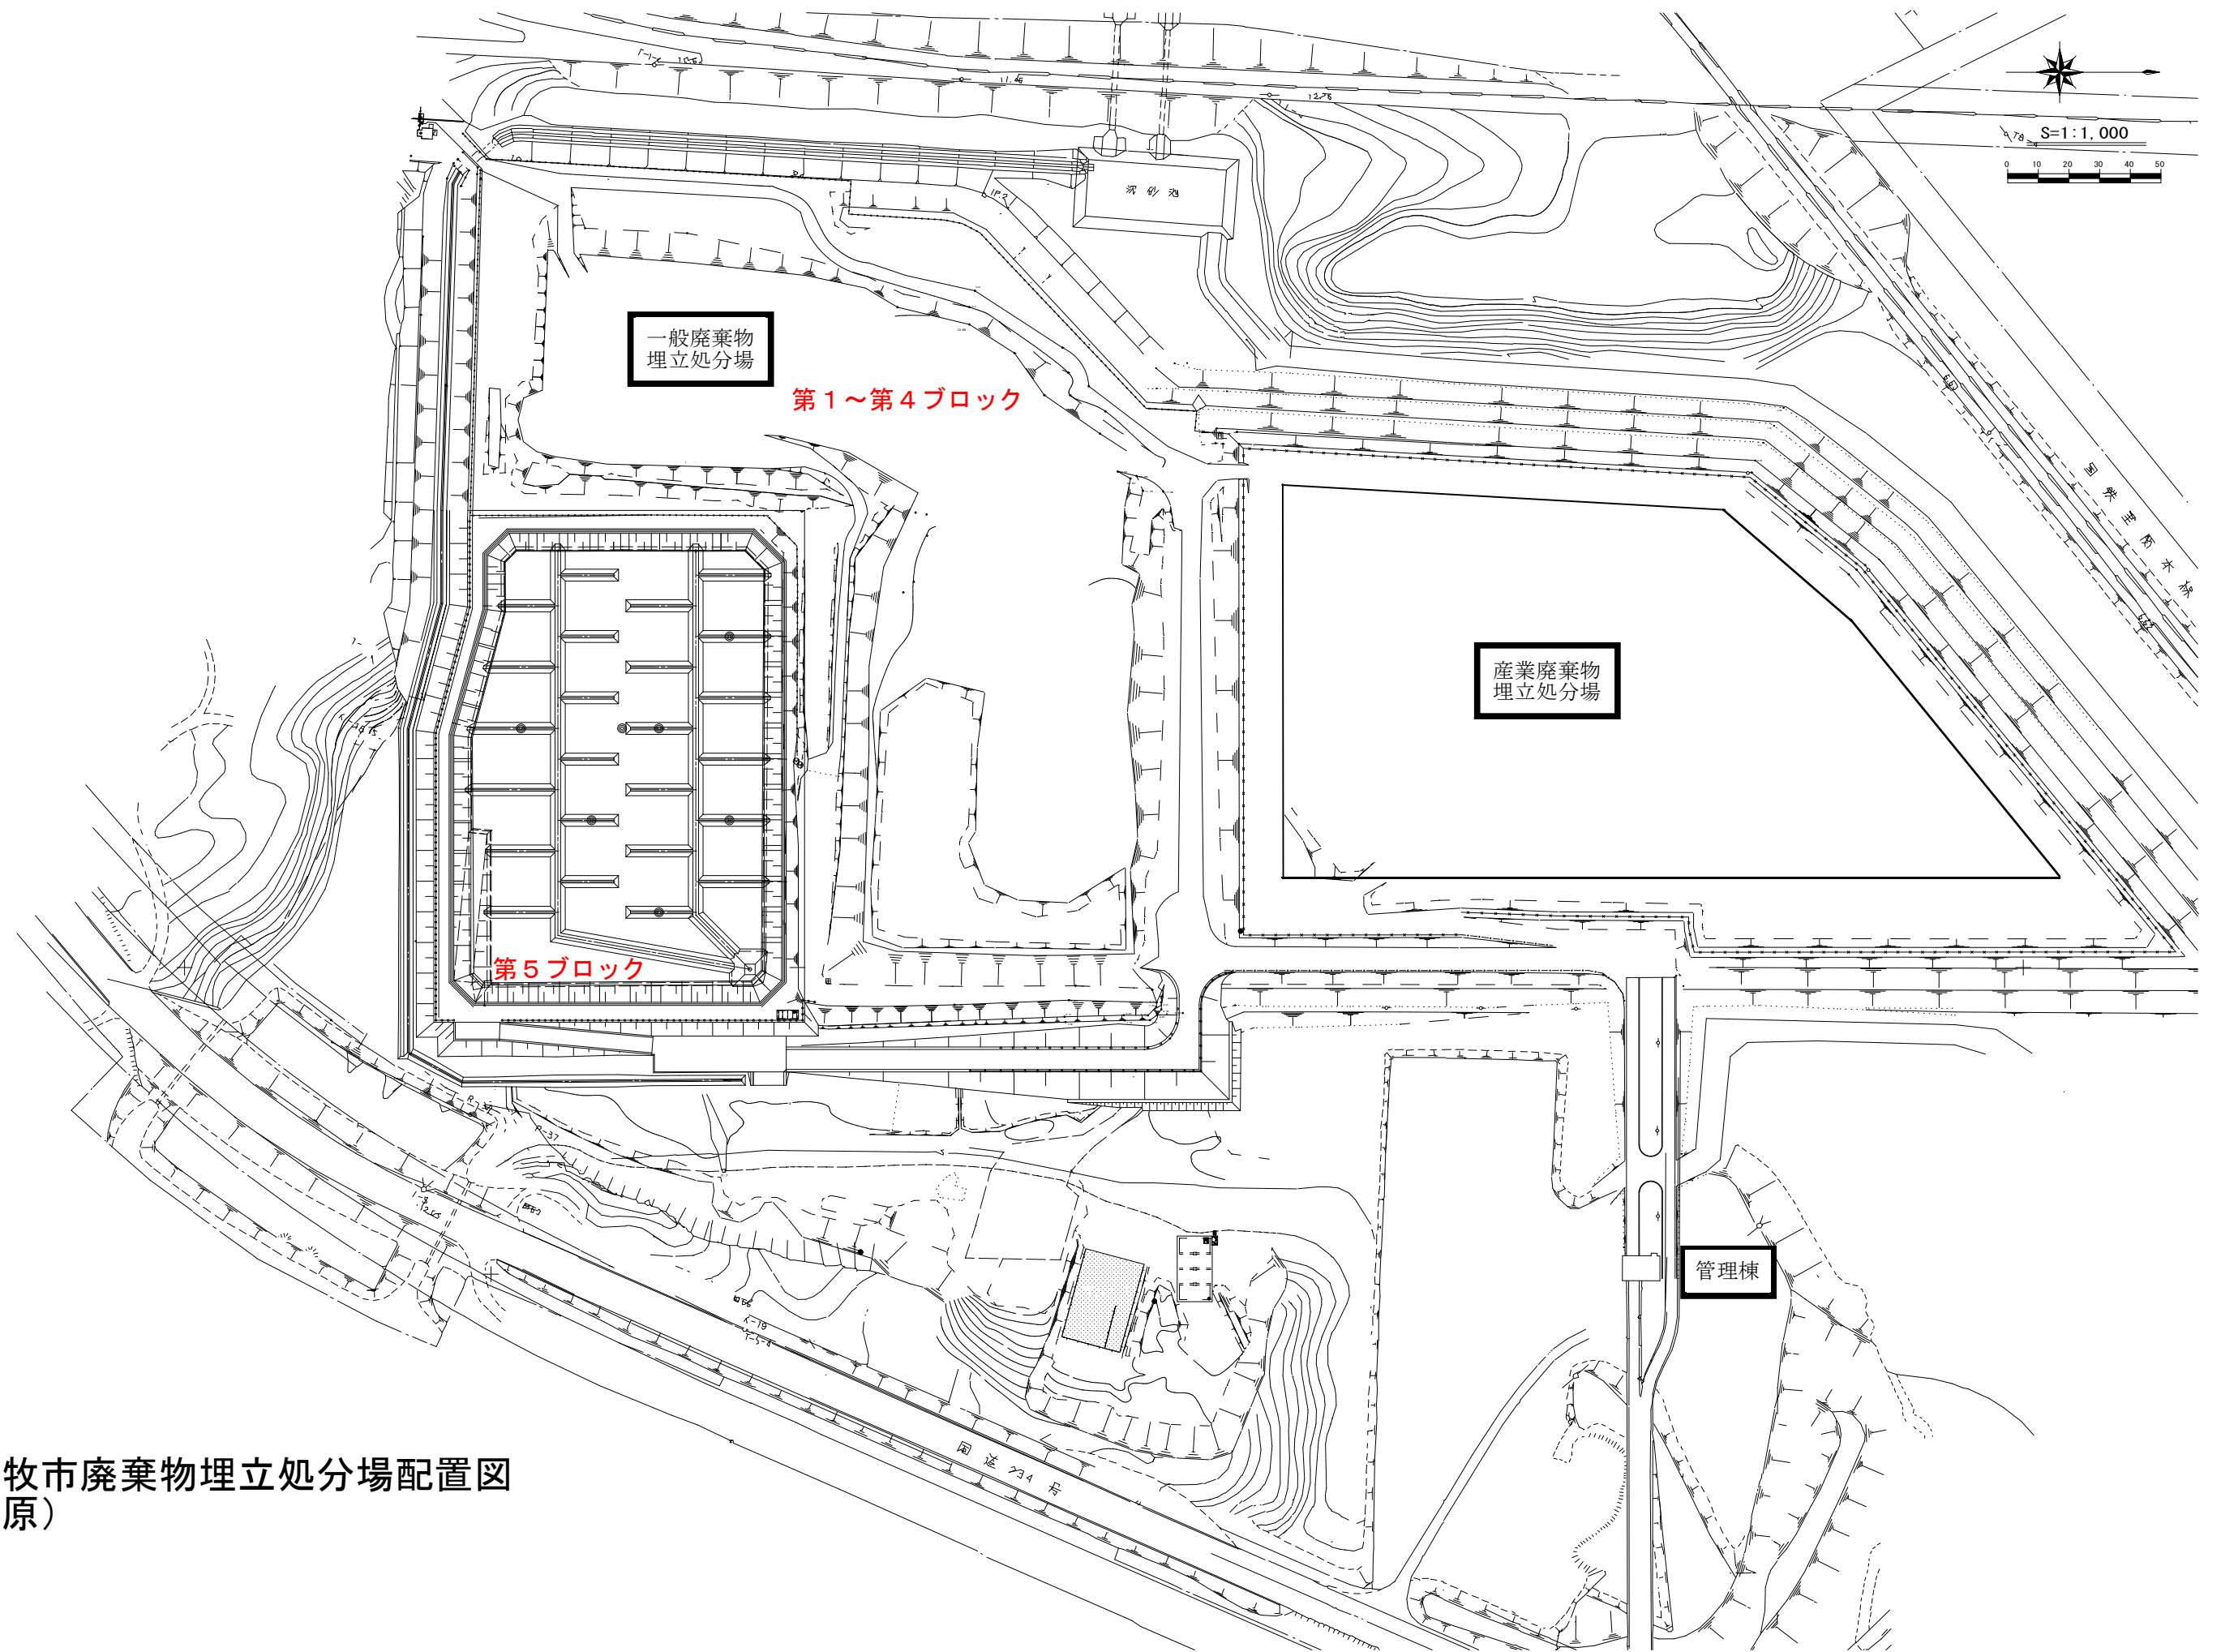 S=1:1,000
0 10 20 30 40 50
沉砂池
一般廃棄物
埋立処分場
第1～第4ブロック
産業廃棄物
埋立処分場
第5ブロック
管理棟
国道234号
牧市廃棄物埋立処分場配置図
原）